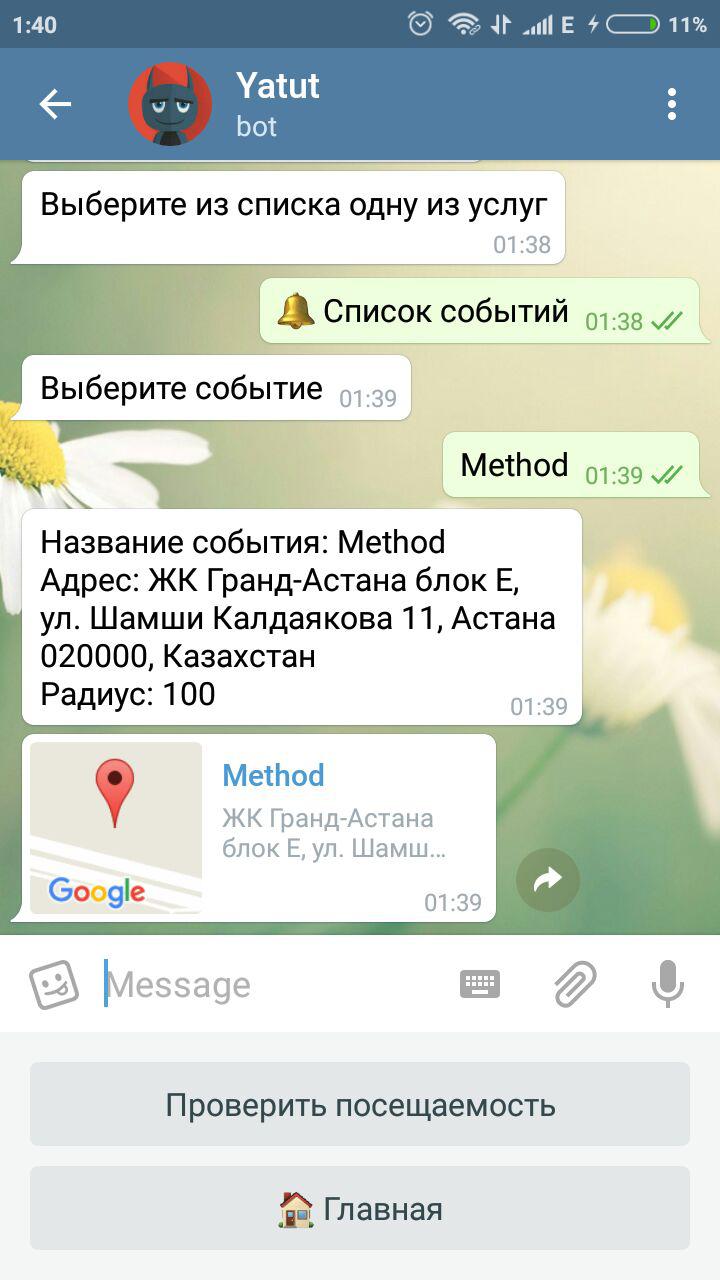 1:40
E
11%
Yatut
bot
Выберите из списка одну из услуг
01:38
Список событий 01:38
Выберите событие 01:39
Method 01:39
Название события: Method
Адрес: ЖК Гранд-Астана блок Е,
ул. Шамши Калдаякова 11, Астана
020000, Казахстан
Радиус: 100
01:39
Method
ЖК Гранд-Астана
блок Е, ул. Шамш...
Google
01:39
Message
Проверить посещаемость
Главная